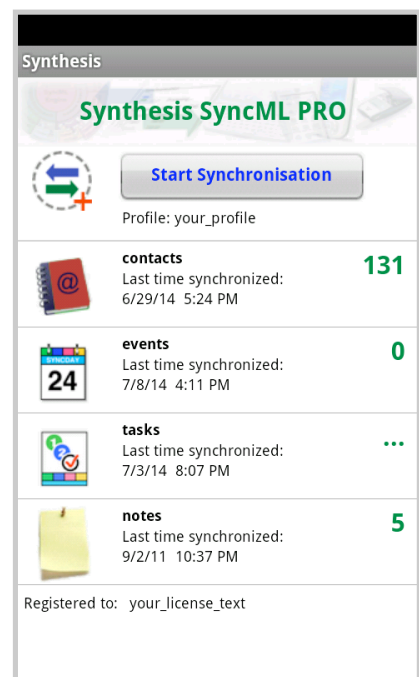 Synthesis
Synthesis SyncML PRO
Start Synchronisation
Profile: your_profile
contacts
131
Last time synchronized:
6/29/14 5:24 PM
@
events
0
Last time synchronized:
7/8/14 4:11 PM
SYNCDAY
24
tasks
...
Last time synchronized:
7/3/14 8:07 PM
1
2
notes
5
Last time synchronized:
9/2/11 10:37 PM
Registered to: your_license_text